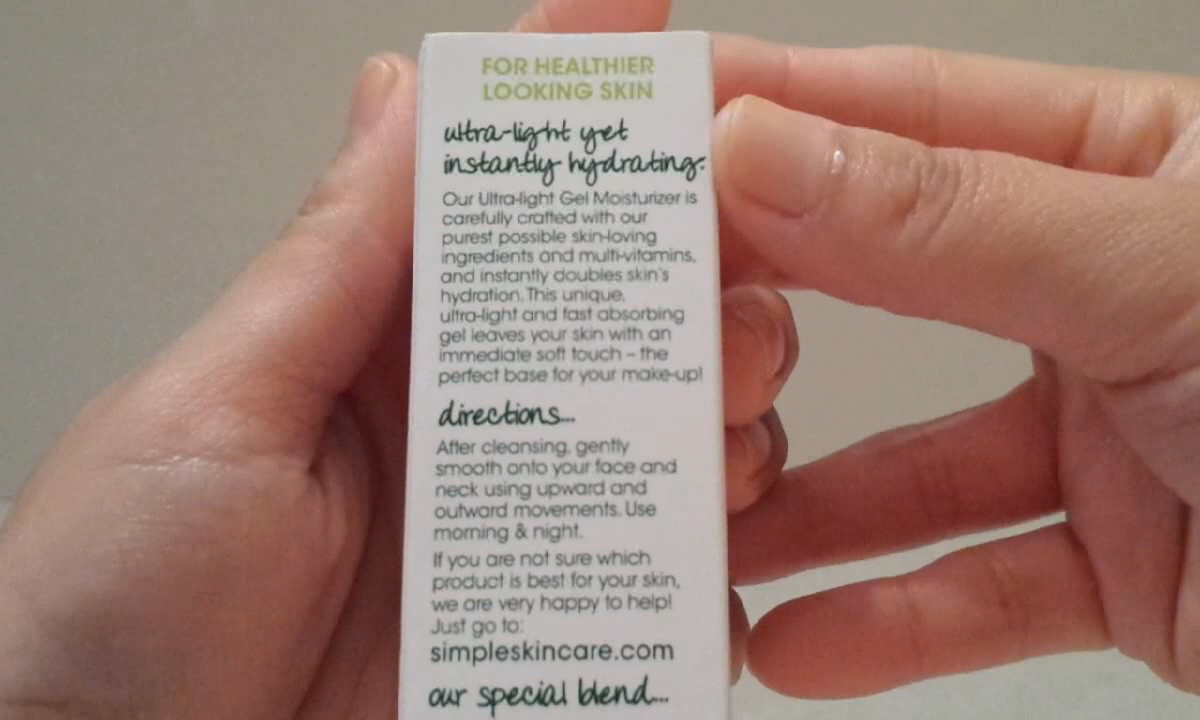 FOR HEALTHIER
LOOKING SKIN
ultra-light yet
instantly hydrating.
Our Ultra-light Gel Moisturizer is
carefully crafted with our
purest possible skin-loving
ingredients and multi-vitamins,
and instantly doubles skin's
hydration. This unique,
ultra-light and fast absorbing
gel leaves your skin with an
immediate soft touch – the
perfect base for your make-up!
directions...
After cleansing, gently
smooth onto your face and
neck using upward and
outward movements. Use
morning & night.
If you are not sure which
product is best for your skin,
we are very happy to help!
Just go to:
simpleskincare.com
our special blend...